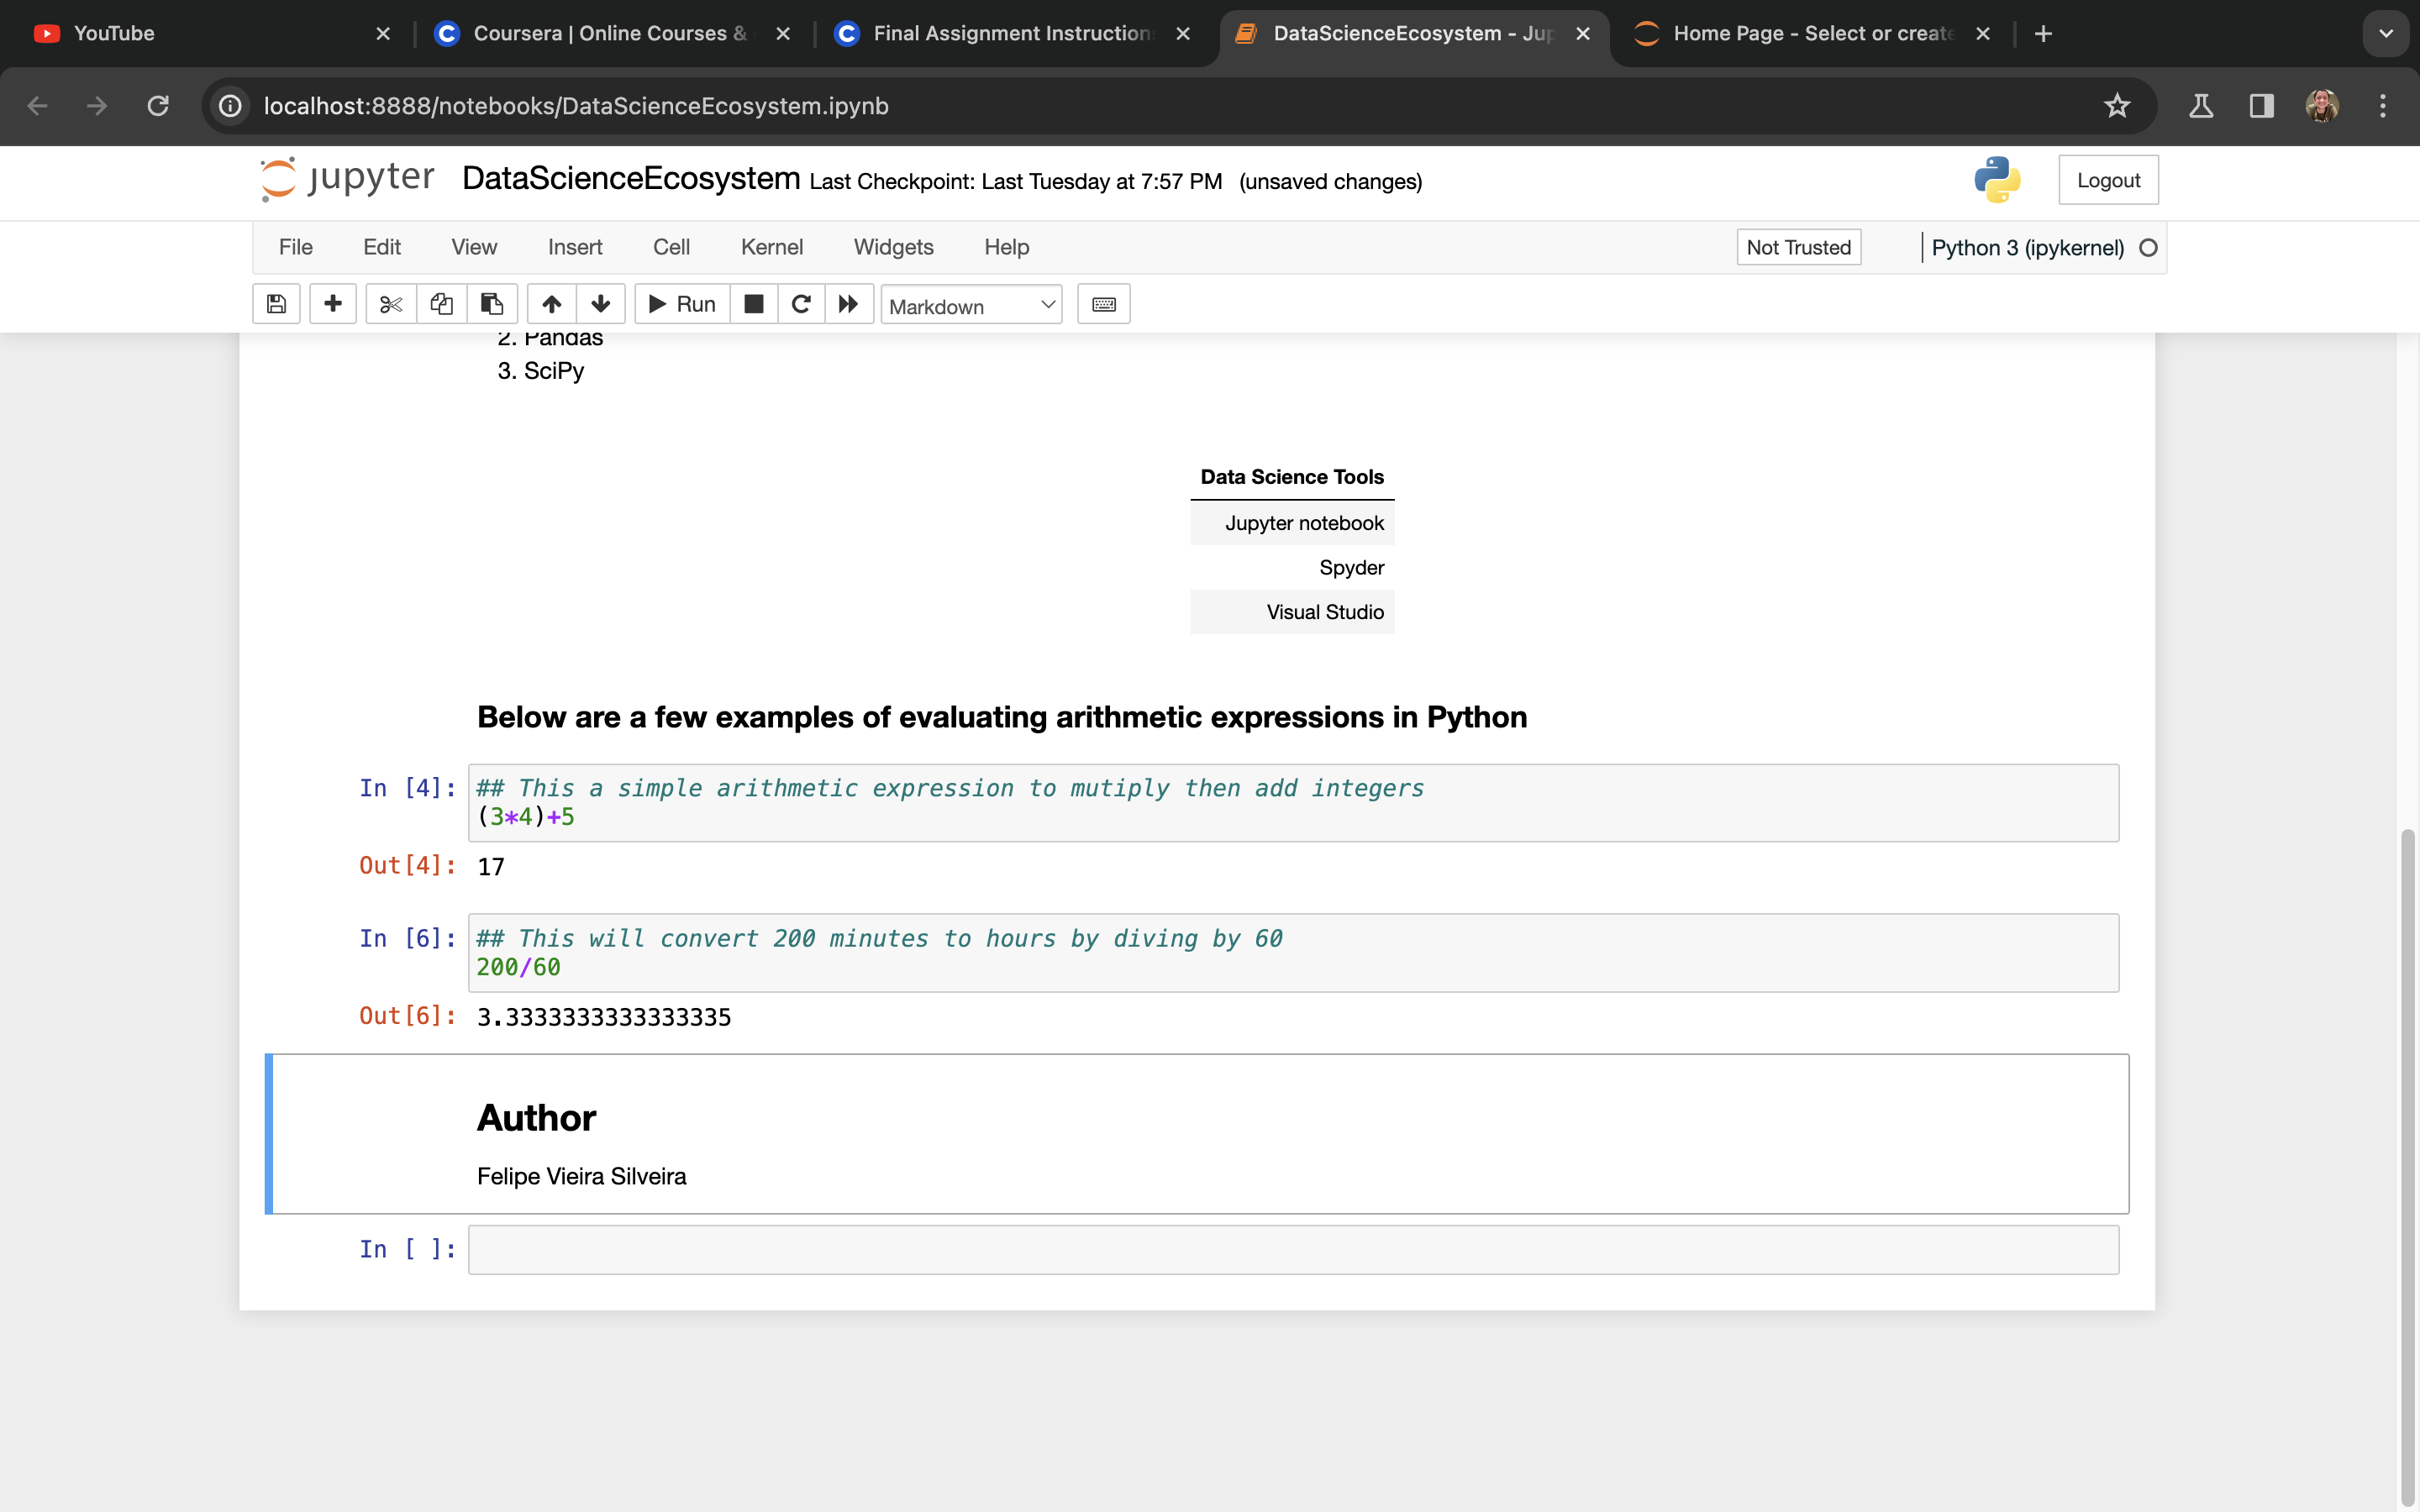 YouTube
Coursera | Online Courses &
Final Assignment Instruction
DataScienceEcosystem - Jup
Home Page - Select or create
localhost:8888/notebooks/DataScienceEcosystem.ipynb
jupyter DataScienceEcosystem Last Checkpoint: Last Tuesday at 7:57 PM (unsaved changes)
Logout
File Edit View Insert Cell Kernel Widgets Help
Not Trusted
Python 3 (ipykernel)
Run
Markdown
2. Pandas
3. SciPy
Data Science Tools
Jupyter notebook
Spyder
Visual Studio
Below are a few examples of evaluating arithmetic expressions in Python
In [4]: ## This a simple arithmetic expression to mutiply then add integers
(3*4)+5
Out[4]: 17
In [6]: ## This will convert 200 minutes to hours by diving by 60
200/60
Out[6]: 3.3333333333333335
Author
Felipe Vieira Silveira
In [ ]: